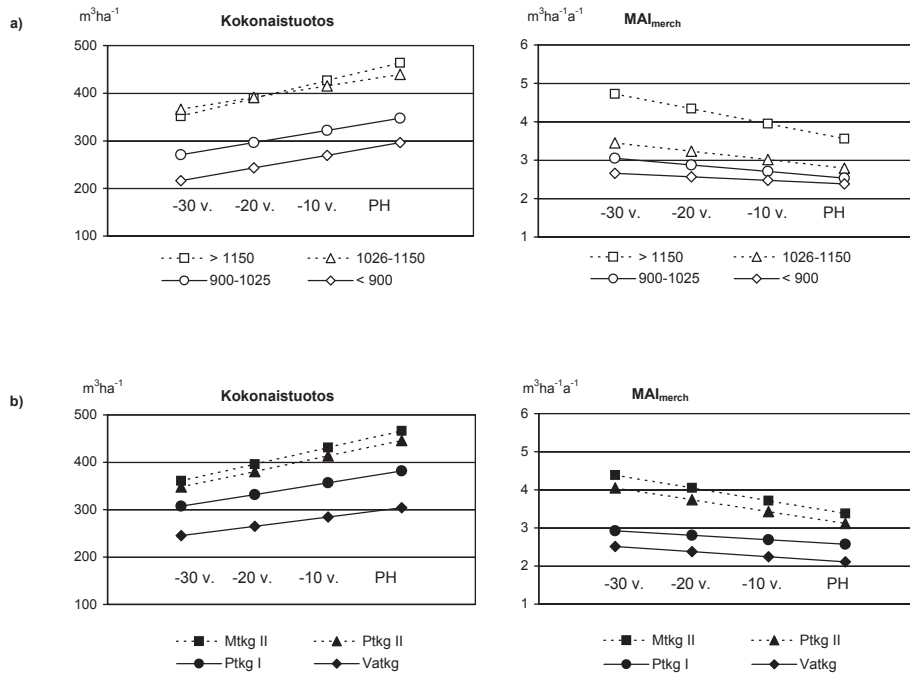 a)
m³ha⁻¹
Kokonaistuotos
500
400
300
200
100
-30 v. -20 v. -10 v. PH
> 1150 1026-1150
900-1025 < 900
m³ha⁻¹a⁻¹
MAImerch
6
5
4
3
2
1
-30 v. -20 v. -10 v. PH
> 1150 1026-1150
900-1025 < 900
b)
m³ha⁻¹
Kokonaistuotos
500
400
300
200
100
-30 v. -20 v. -10 v. PH
Mtkg II Ptkg II
Ptkg I Vatkg
m³ha⁻¹a⁻¹
MAImerch
6
5
4
3
2
1
-30 v. -20 v. -10 v. PH
Mtkg II Ptkg II
Ptkg I Vatkg